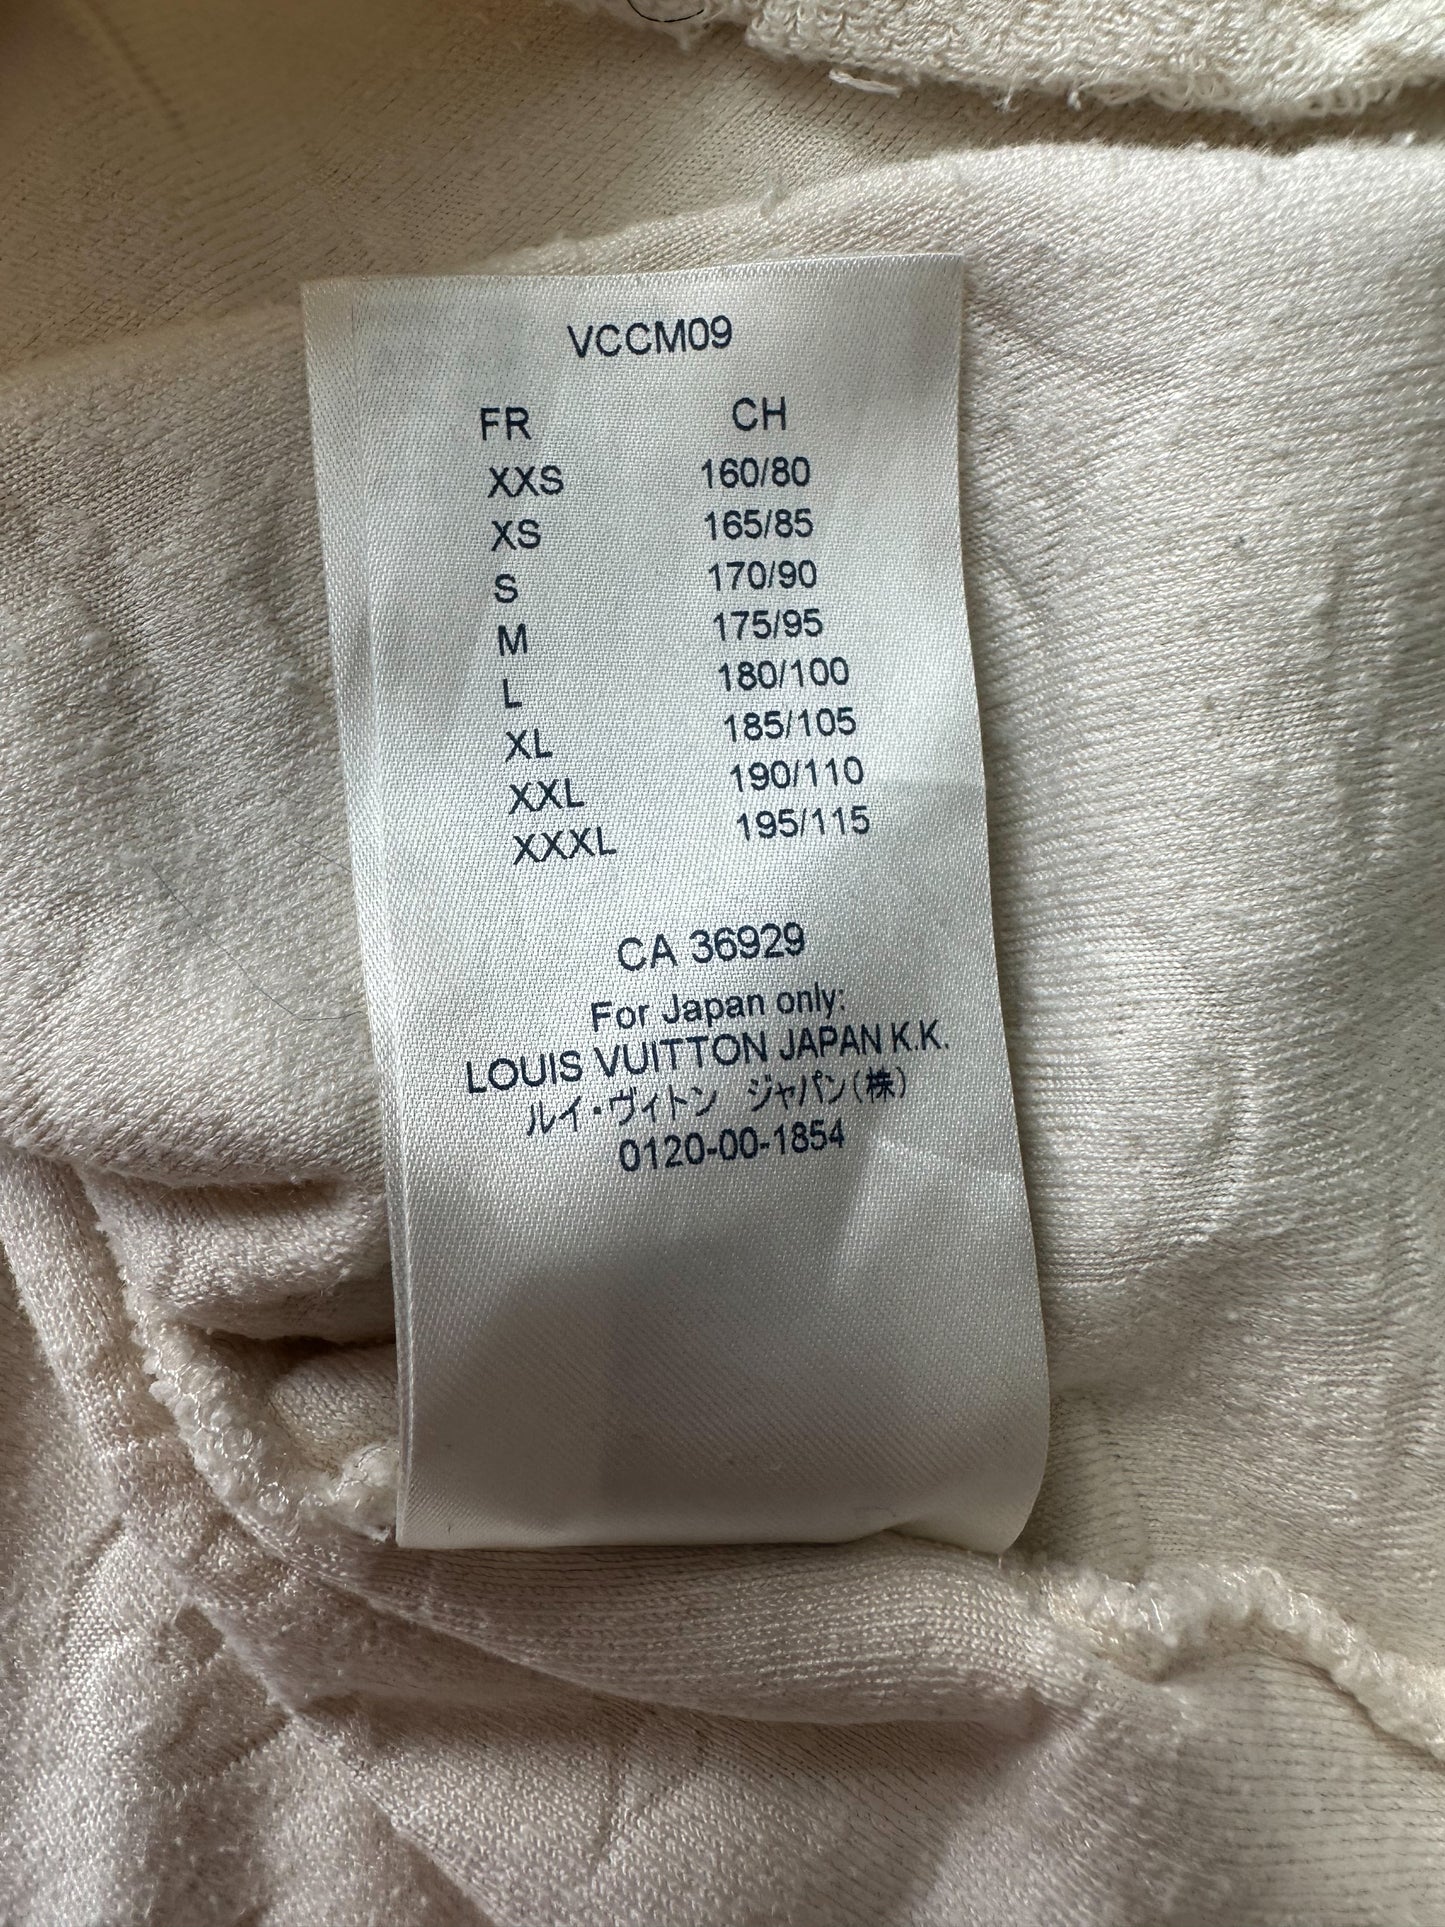 VCCM09
FR CH
XXS 160/80
XS 165/85
S 170/90
M 175/95
L 180/100
XL 185/105
XXL 190/110
XXXL 195/115
CA 36929
For Japan only:
LOUIS VUITTON JAPAN K.K.
ルイ・ヴィトン ジャパン(株)
0120-00-1854